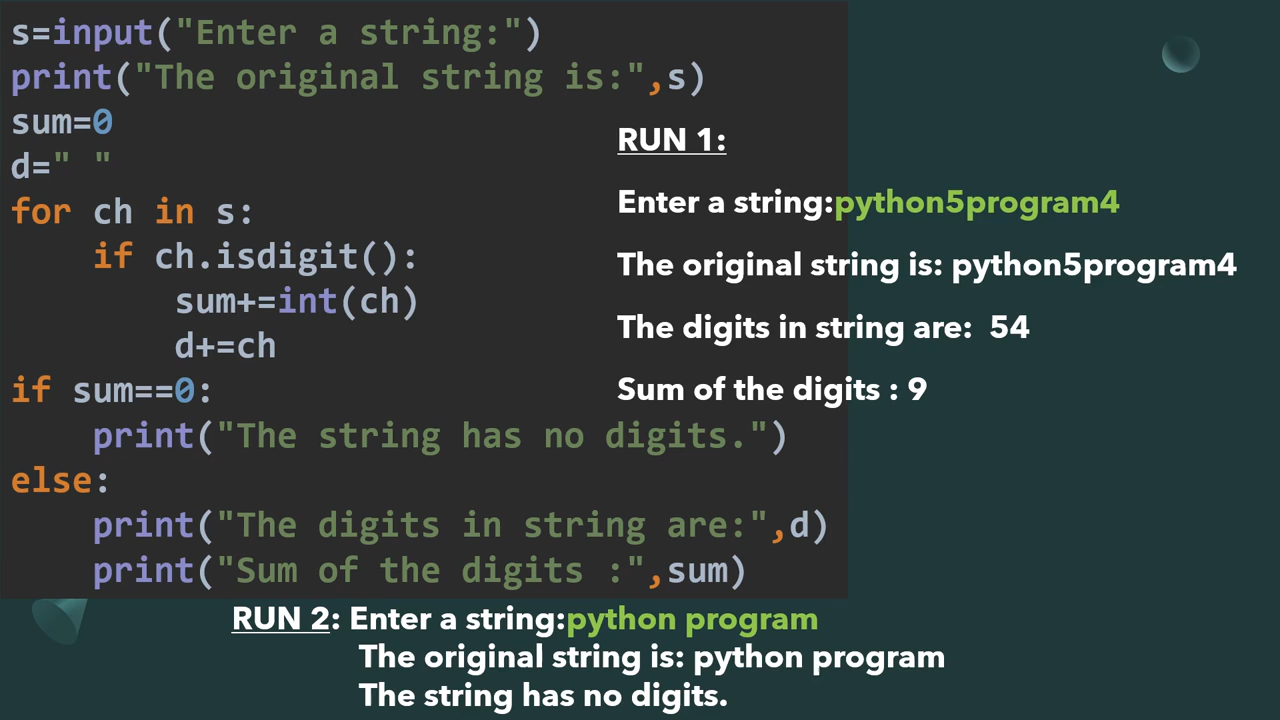 s=input("Enter a string:")
print("The original string is:",s)
sum=0
d=" "
for ch in s:
    if ch.isdigit():
        sum+=int(ch)
        d+=ch
if sum==0:
    print("The string has no digits.")
else:
    print("The digits in string are:",d)
    print("Sum of the digits :",sum)
RUN 1:
Enter a string:python5program4
The original string is: python5program4
The digits in string are:  54
Sum of the digits : 9
RUN 2: Enter a string:python program
The original string is: python program
The string has no digits.